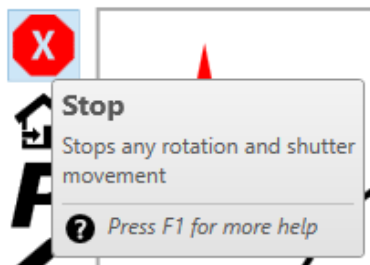 X
Stop
Stops any rotation and shutter
movement
Press F1 for more help